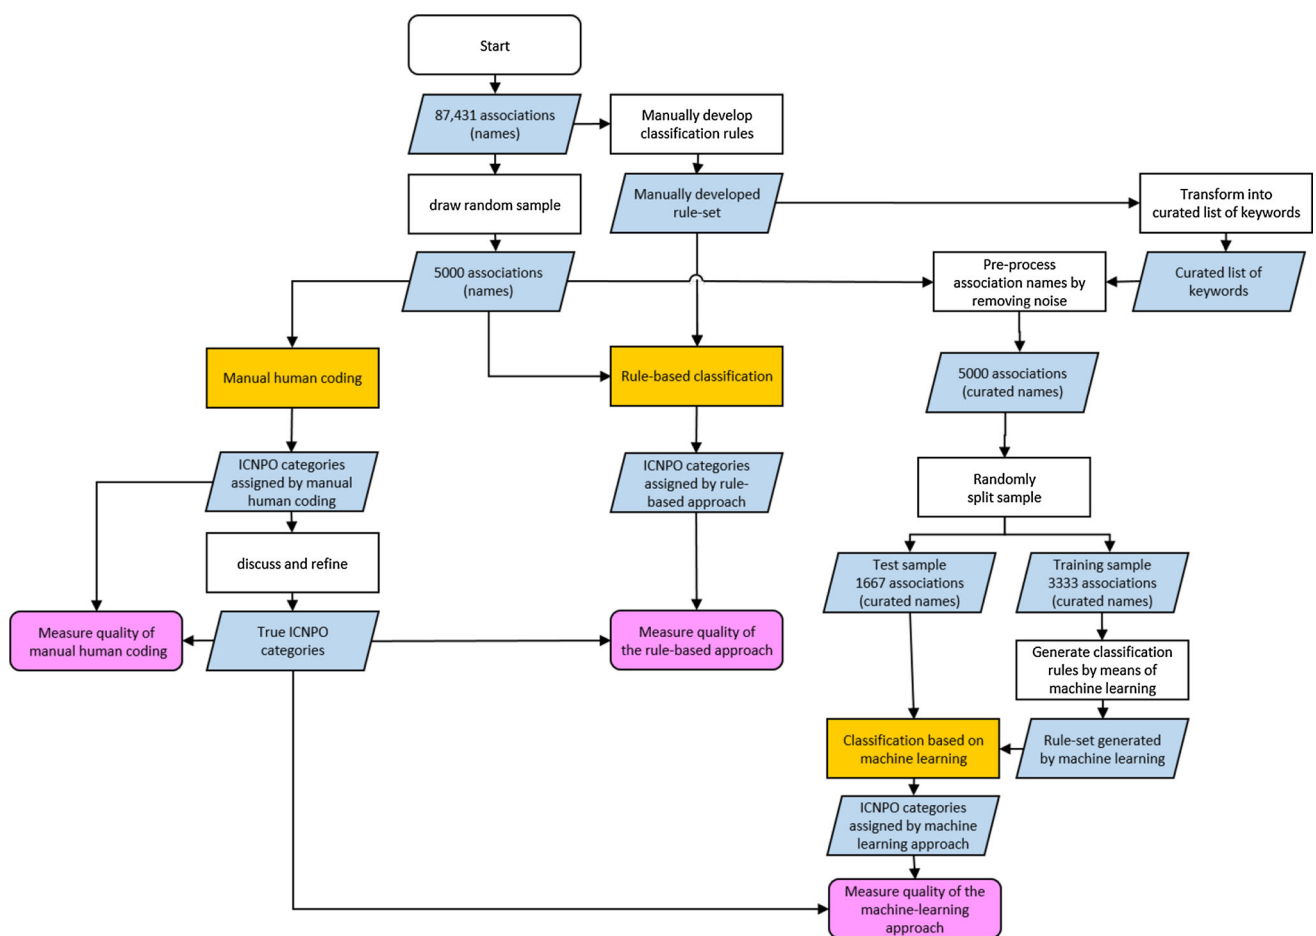 Start
87,431 associations
(names)
Manually develop
classification rules
draw random sample
Manually developed
rule-set
Transform into
curated list of keywords
5000 associations
(names)
Pre-process
association names by
removing noise
Curated list of
keywords
Manual human coding
Rule-based classification
5000 associations
(curated name)
ICNPO categories
assigned by manual
human coding
ICNPO categories
assigned by rule-
based approach
Randomly
split sample
discuss and refine
Test sample
1667 associations
(curated names)
Training sample
3333 associations
(curated names)
Measure quality of
manual human coding
True ICNPO
categories
Measure quality of
the rule-based approach
Generate classification
rules by means of
machine learning
Classification based on
machine learning
Rule-set generated
by machine learning
ICNPO categories
assigned by machine
learning approach
Measure quality of the
machine-learning
approach